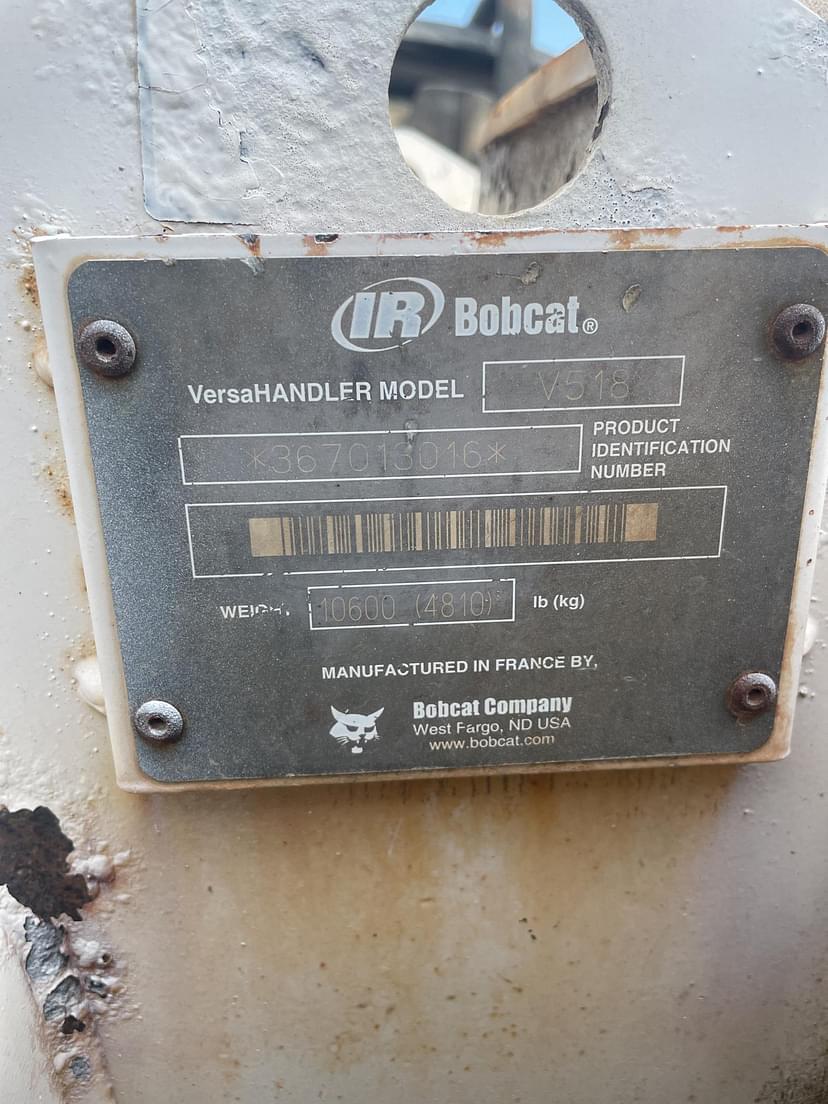 IR Bobcat®
VersaHANDLER MODEL V518
*367013016*
PRODUCT
IDENTIFICATION
NUMBER
WEIGHT 10600 (4810) lb (kg)
MANUFACTURED IN FRANCE BY,
Bobcat Company
West Fargo, ND USA
www.bobcat.com